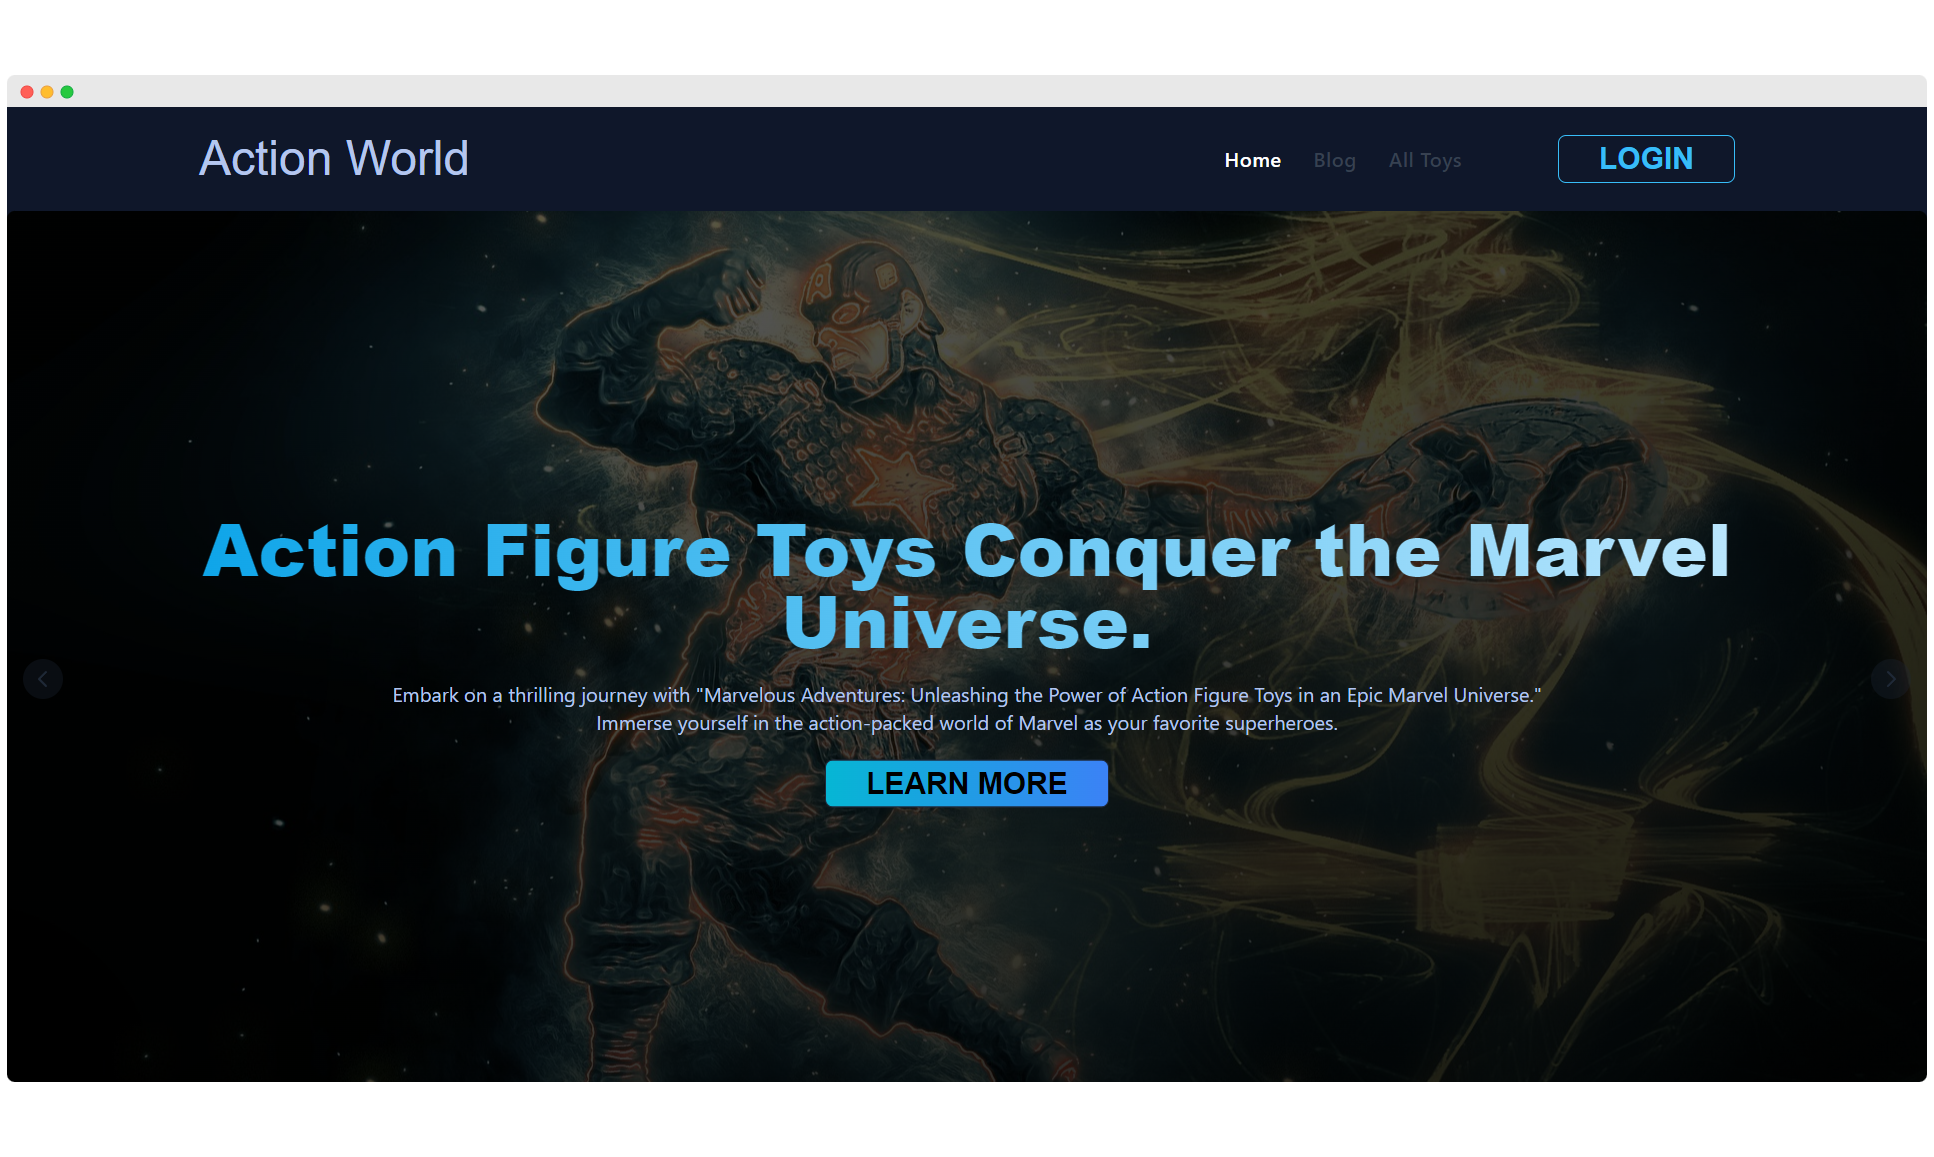 Action World
Home Blog All Toys LOGIN
Action Figure Toys Conquer the Marvel
Universe.
Embark on a thrilling journey with "Marvelous Adventures: Unleashing the Power of Action Figure Toys in an Epic Marvel Universe."
Immerse yourself in the action-packed world of Marvel as your favorite superheroes.
LEARN MORE